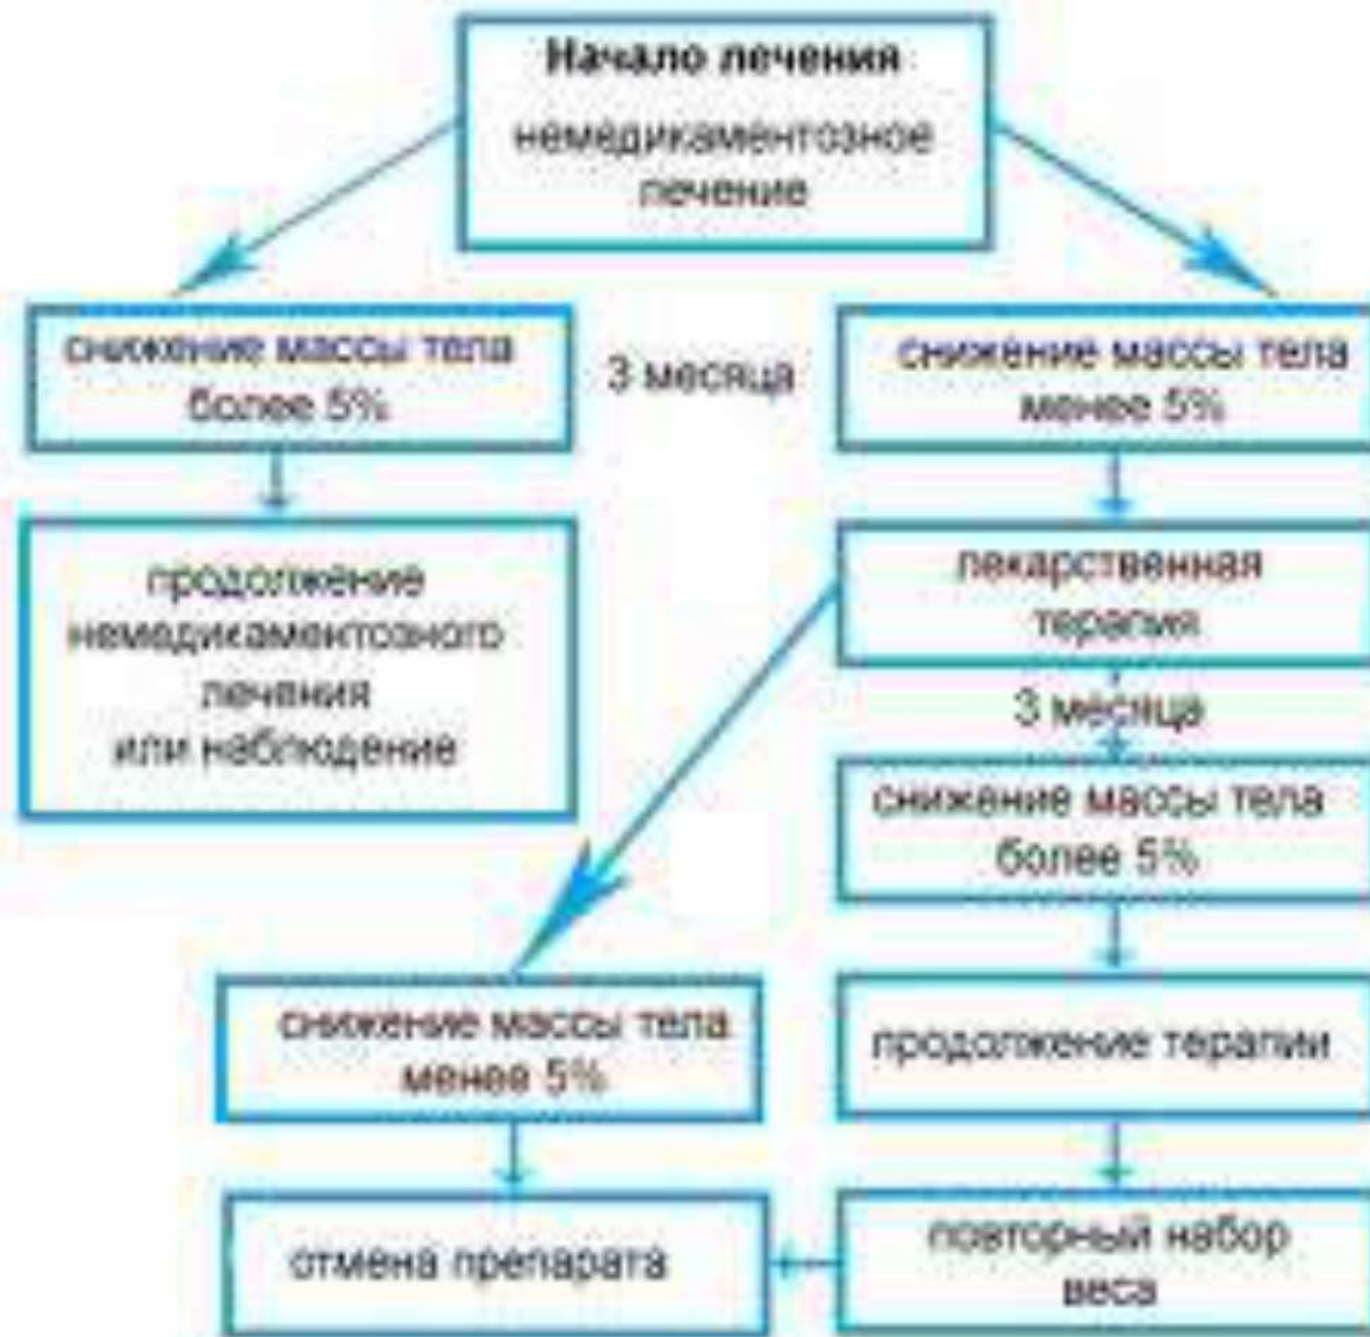 Начало лечения
немедикаментозное
лечение
снижение массы тела
более 5%
3 месяца
снижение массы тела
менее 5%
продолжение
немедикаментозного
лечения
или наблюдение
лекарственная
терапия
3 месяца
снижение массы тела
более 5%
снижение массы тела
менее 5%
продолжение терапии
отмена препарата
повторный набор
веса